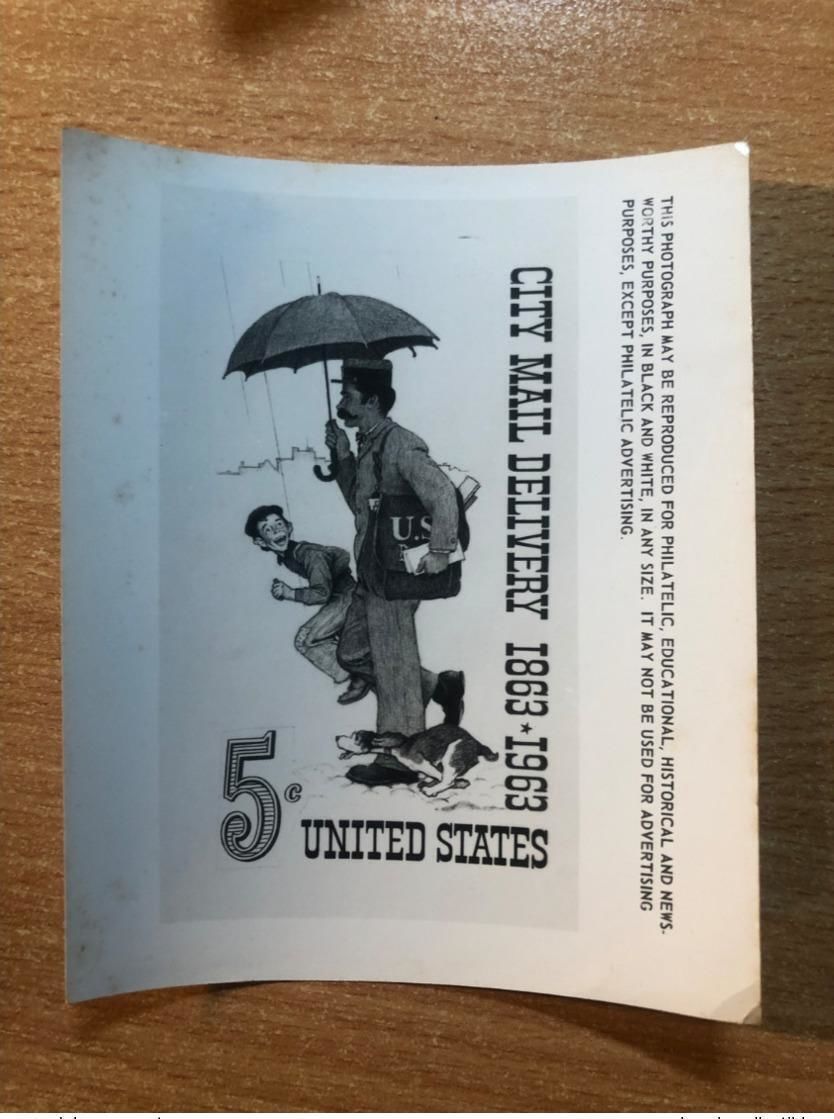 THIS PHOTOGRAPH MAY BE REPRODUCED FOR PHILATELIC, EDUCATIONAL, HISTORICAL AND NEWS-
WORTHY PURPOSES, IN BLACK AND WHITE, IN ANY SIZE. IT MAY NOT BE USED FOR ADVERTISING
PURPOSES, EXCEPT PHILATELIC ADVERTISING.
CITY MAIL DELIVERY 1863★1963
U.S
5c
UNITED STATES